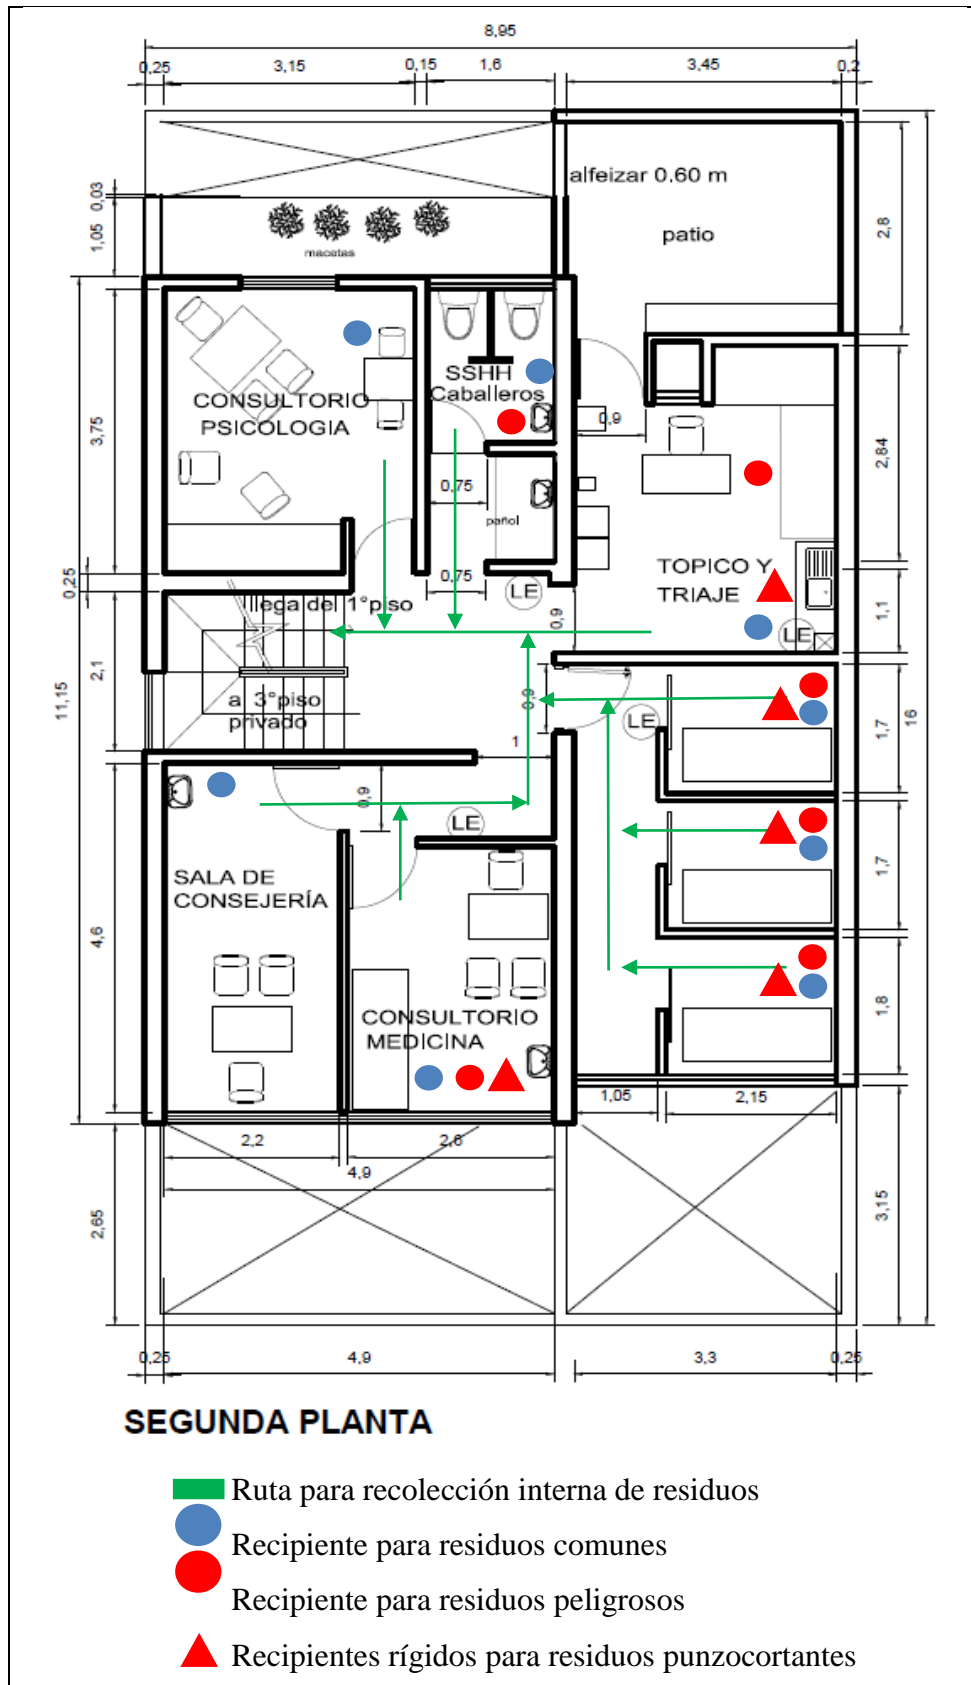 8,95
0,25
3,15
0,15
1,6
3,45
0,2
0,03
alfeizar 0.60 m
1,05
patio
2,8
macetas
SSHH
Caballeros
CONSULTORIO
PSICOLOGIA
0,9
3,75
2,84
0,75
pañol
TOPICO Y
TRIAJE
0,25
0,75
LE
llega del 1°piso
0,9
1,1
LE
2,1
11,15
a 3°piso
privado
0,9
LE
1,7
16
1
0,9
LE
1,7
SALA DE
CONSEJERÍA
4,6
1,8
CONSULTORIO
MEDICINA
1,05
2,15
2,2
2,6
4,9
2,65
3,15
0,25
4,9
3,3
0,25
SEGUNDA PLANTA
Ruta para recolección interna de residuos
Recipiente para residuos comunes
Recipiente para residuos peligrosos
Recipientes rígidos para residuos punzocortantes